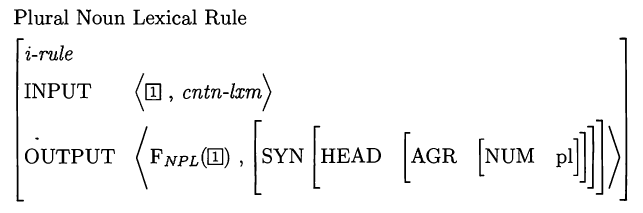 Plural Noun Lexical Rule
i-rule
INPUT ⟨ 1 , cntn-lxm ⟩
OUTPUT ⟨ F_NPL(1) , [SYN [HEAD [AGR [NUM pl]]]] ⟩